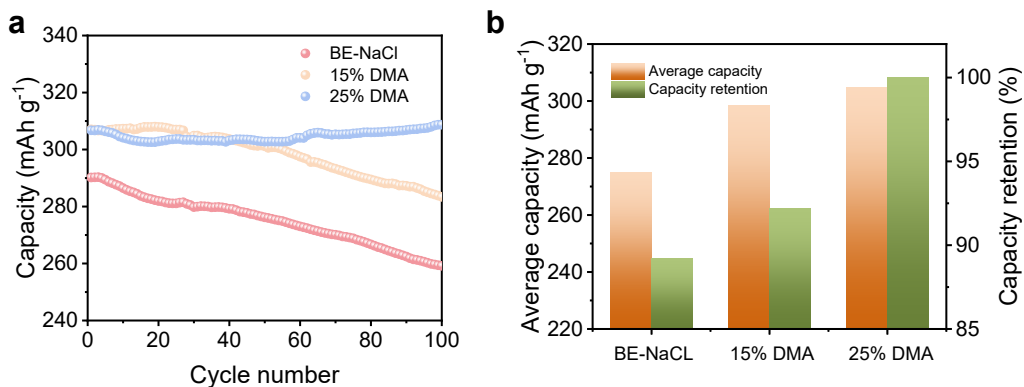 a
340
320
300
280
260
240
0
20
40
60
80
100
Capacity (mAh g⁻¹)
Cycle number
BE-NaCl
15% DMA
25% DMA
b
320
300
280
260
240
220
Average capacity (mAh g⁻¹)
Average capacity
Capacity retention
100
95
90
85
Capacity retention (%)
BE-NaCL
15% DMA
25% DMA